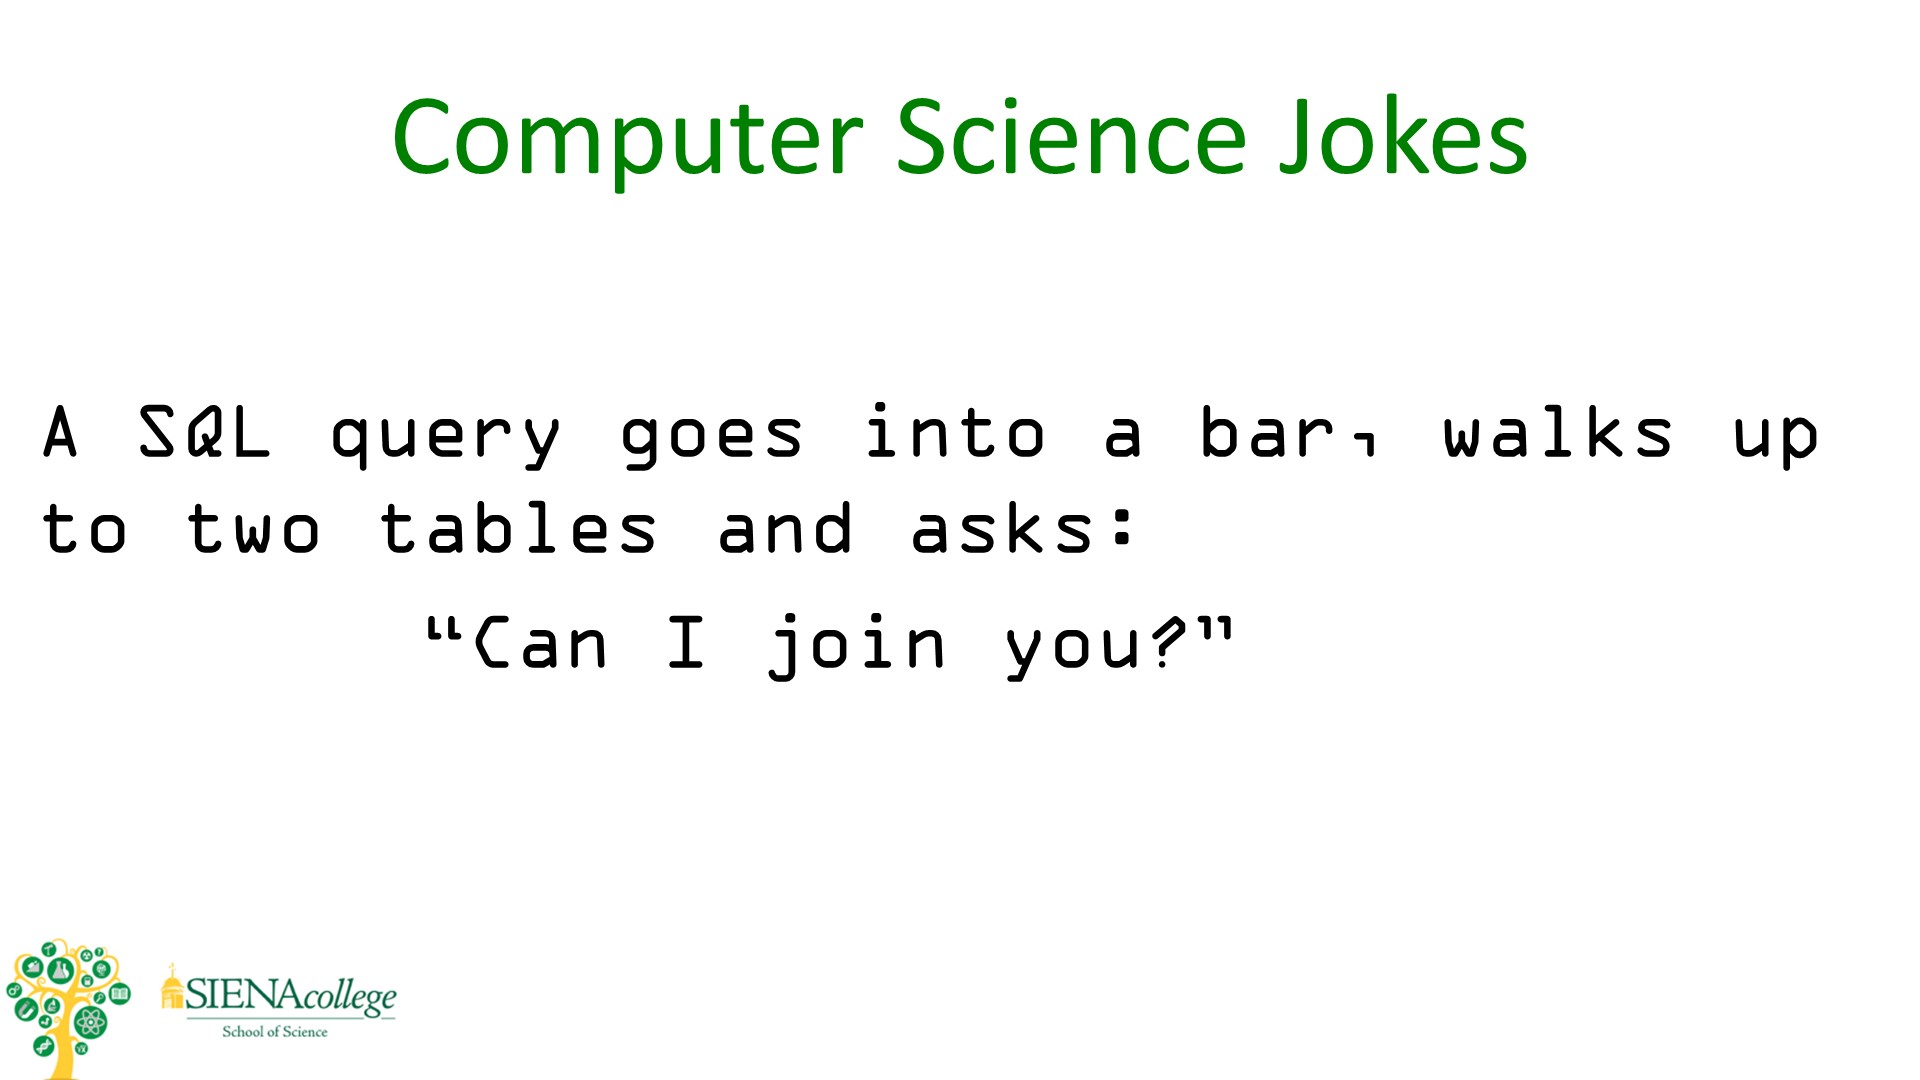 Computer Science Jokes
A SQL query goes into a bar, walks up
to two tables and asks:
“Can I join you?”
SIENAcollege
School of Science